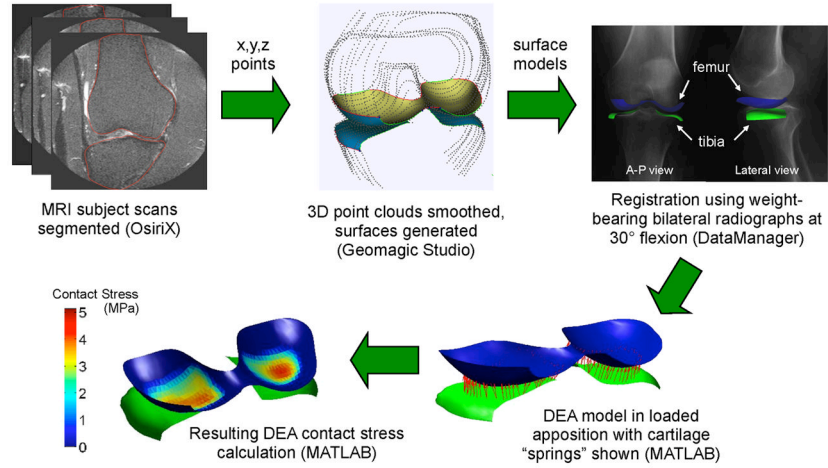 x,y,z
points
surface
models
femur
tibia
A-P view
Lateral view
MRI subject scans
segmented (OsiriX)
3D point clouds smoothed,
surfaces generated
(Geomagic Studio)
Registration using weight-
bearing bilateral radiographs at
30° flexion (DataManager)
Contact Stress
(MPa)
5
4
3
2
1
0
Resulting DEA contact stress
calculation (MATLAB)
DEA model in loaded
apposition with cartilage
“springs” shown (MATLAB)